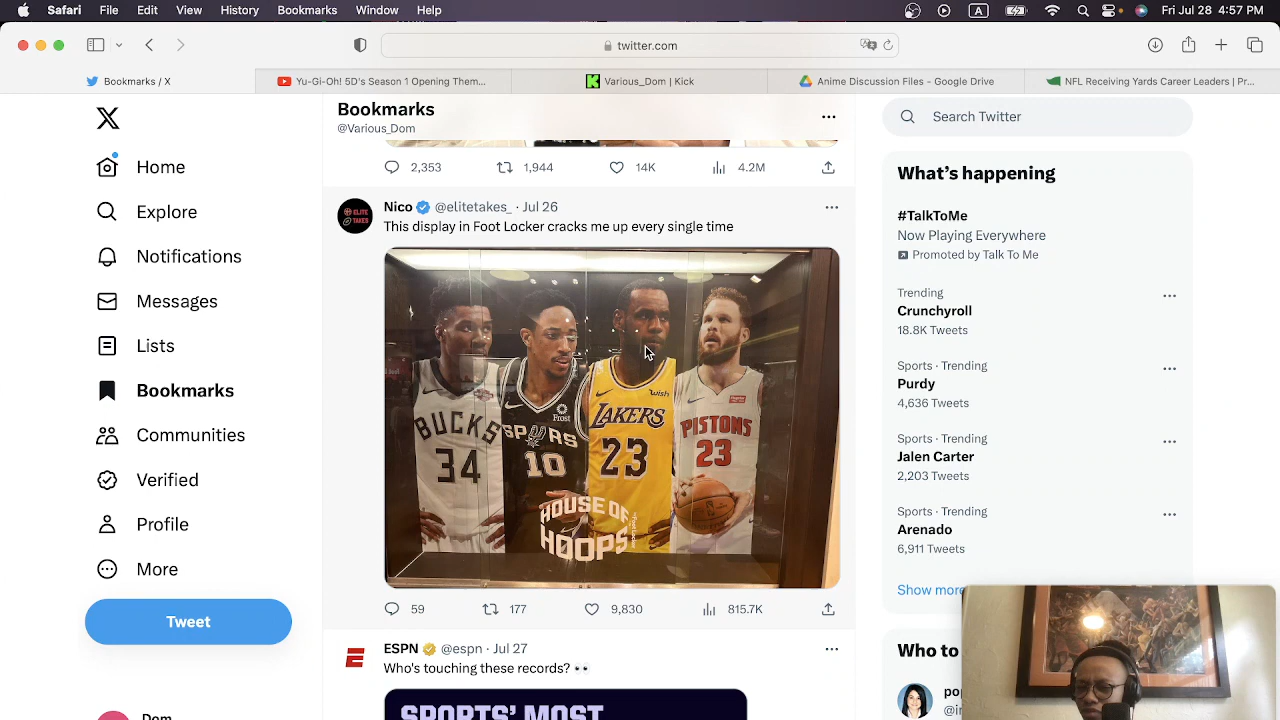 Safari File Edit View History Bookmarks Window Help
A
Fri Jul 28 4:57 PM
twitter.com
Bookmarks / X
Yu-Gi-Oh! 5D's Season 1 Opening Them...
Various_Dom | Kick
Anime Discussion Files - Google Drive
NFL Receiving Yards Career Leaders | Pr...
Home
Explore
Notifications
Messages
Lists
Bookmarks
Communities
Verified
Profile
More
Tweet
Dom
Bookmarks
@Various_Dom
2,353 1,944 14K 4.2M
ELITE
TAKES
Nico @elitetakes_ · Jul 26
This display in Foot Locker cracks me up every single time
BUCKS
34
SPURS
10
Frost
wish
LAKERS
23
PISTONS
23
HOUSE OF
HOOPS
59 177 9,830 815.7K
ESPN @espn · Jul 27
Who's touching these records? 👀
SPORTS' MOST
Search Twitter
What's happening
#TalkToMe
Now Playing Everywhere
Promoted by Talk To Me
Trending
Crunchyroll
18.8K Tweets
Sports · Trending
Purdy
4,636 Tweets
Sports · Trending
Jalen Carter
2,203 Tweets
Sports · Trending
Arenado
6,911 Tweets
Show more
Who to